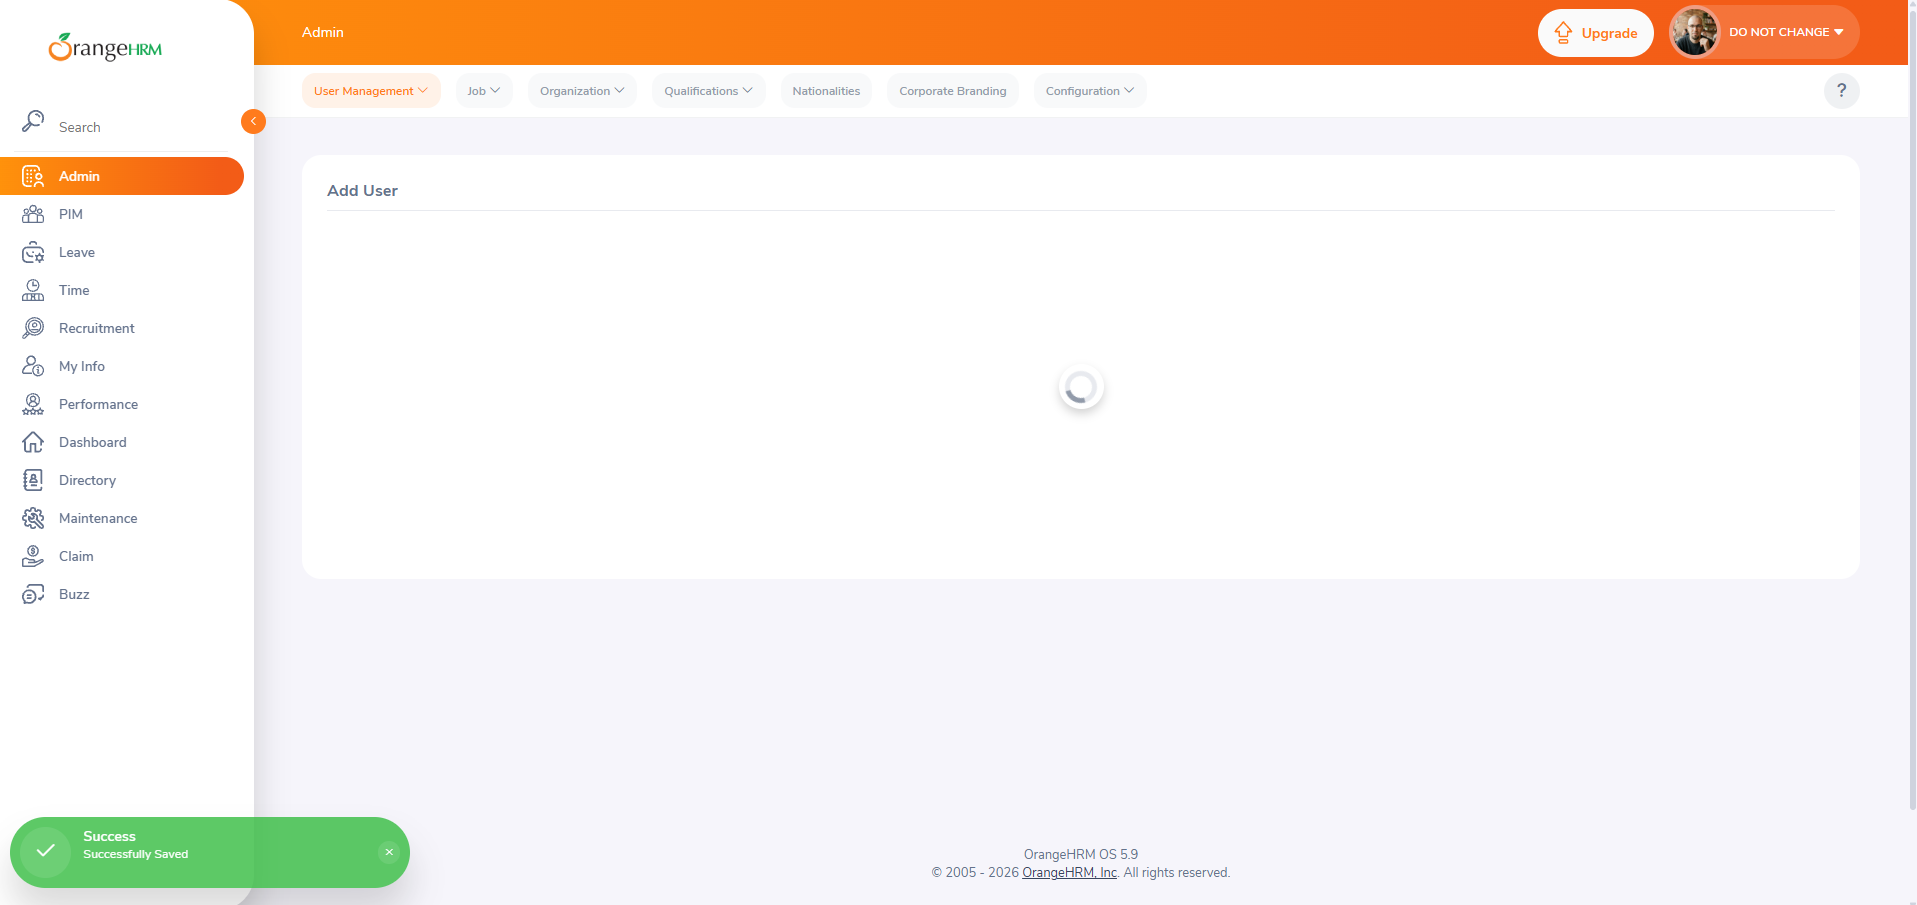 OrangeHRM
Admin
Upgrade
DO NOT CHANGE
User Management
Job
Organization
Qualifications
Nationalities
Corporate Branding
Configuration
?
Search
Admin
PIM
Leave
Time
Recruitment
My Info
Performance
Dashboard
Directory
Maintenance
Claim
Buzz
Add User
Success
Successfully Saved
OrangeHRM OS 5.9
© 2005 - 2026 OrangeHRM, Inc. All rights reserved.